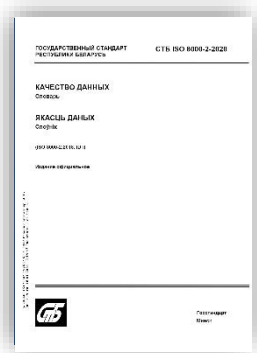 ГОСУДАРСТВЕННЫЙ СТАНДАРТ
РЕСПУБЛИКИ БЕЛАРУСЬ
СТБ ISO 8000-2-2020
КАЧЕСТВО ДАННЫХ
Словарь
ЯКАСЦЬ ДАНЫХ
Слоўнік
Издание официальное
СТБ
Госстандарт
Минск